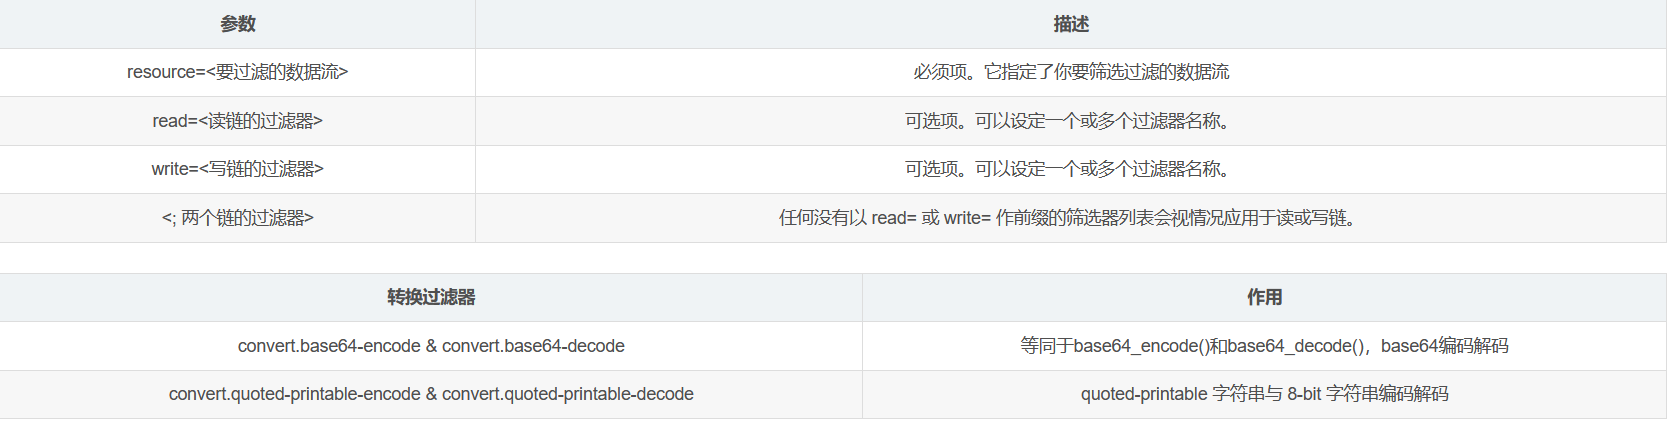 参数 描述
resource=<要过滤的数据流> 必须项。它指定了你要筛选过滤的数据流
read=<读链的过滤器> 可选项。可以设定一个或多个过滤器名称。
write=<写链的过滤器> 可选项。可以设定一个或多个过滤器名称。
<; 两个链的过滤器> 任何没有以 read= 或 write= 作前缀的筛选器列表会视情况应用于读或写链。
转换过滤器 作用
convert.base64-encode & convert.base64-decode 等同于base64_encode()和base64_decode()，base64编码解码
convert.quoted-printable-encode & convert.quoted-printable-decode quoted-printable 字符串与 8-bit 字符串编码解码